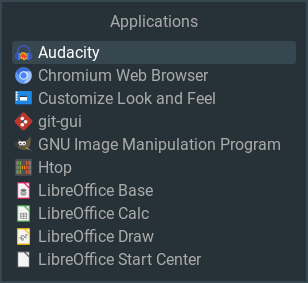 Applications
Audacity
Chromium Web Browser
Customize Look and Feel
git-gui
GNU Image Manipulation Program
Htop
LibreOffice Base
LibreOffice Calc
LibreOffice Draw
LibreOffice Start Center